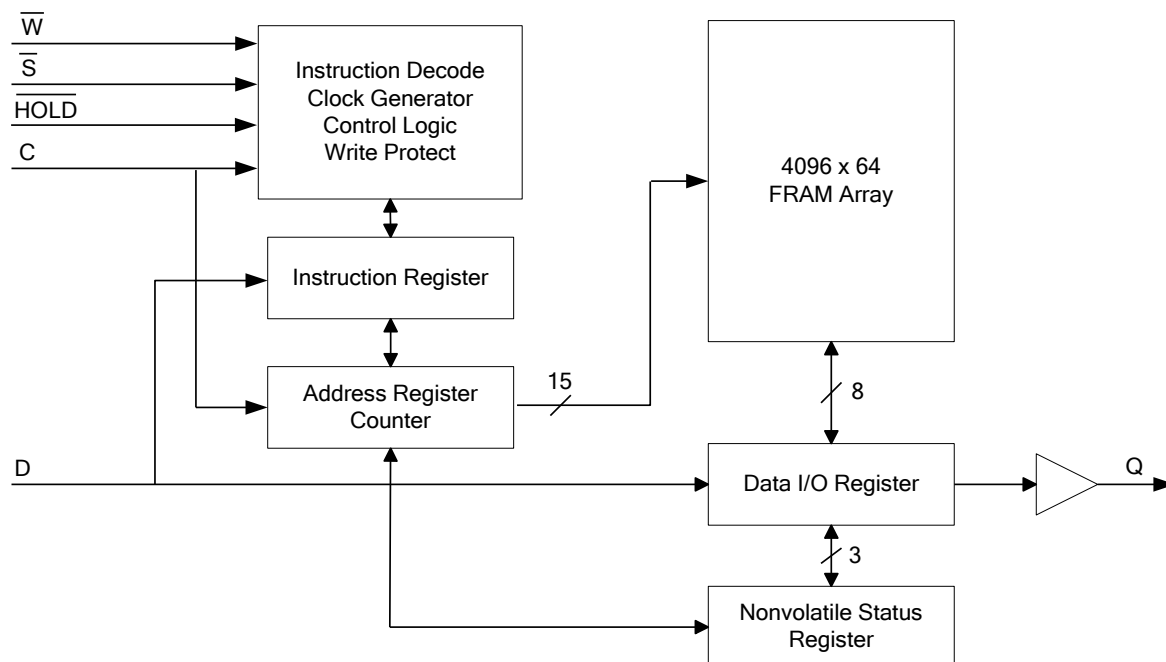 W
S
HOLD
C
Instruction Decode
Clock Generator
Control Logic
Write Protect
4096 x 64
FRAM Array
Instruction Register
Address Register
Counter
15
8
D
Data I/O Register
Q
3
Nonvolatile Status
Register